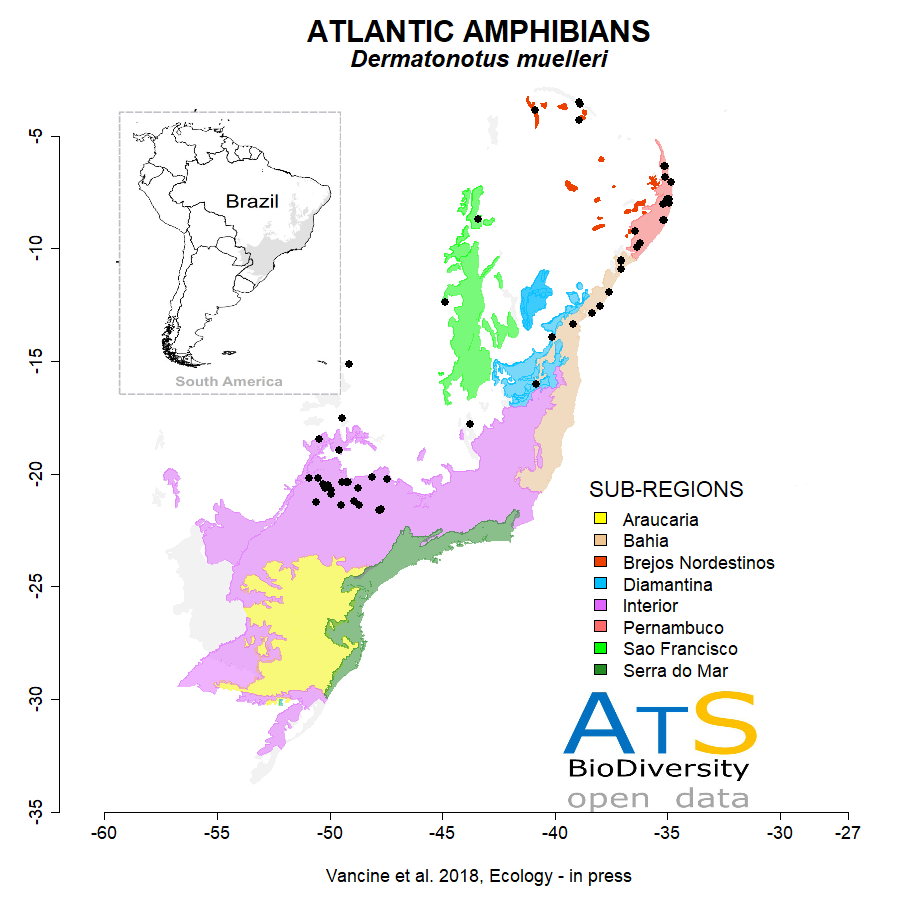 ATLANTIC AMPHIBIANS
Dermatonotus muelleri
Brazil
South America
-5
-10
-15
-20
-25
-30
-35
SUB-REGIONS
Araucaria
Bahia
Brejos Nordestinos
Diamantina
Interior
Pernambuco
Sao Francisco
Serra do Mar
ATS
BioDiversity
open data
-60 -55 -50 -45 -40 -35 -30 -27
Vancine et al. 2018, Ecology - in press